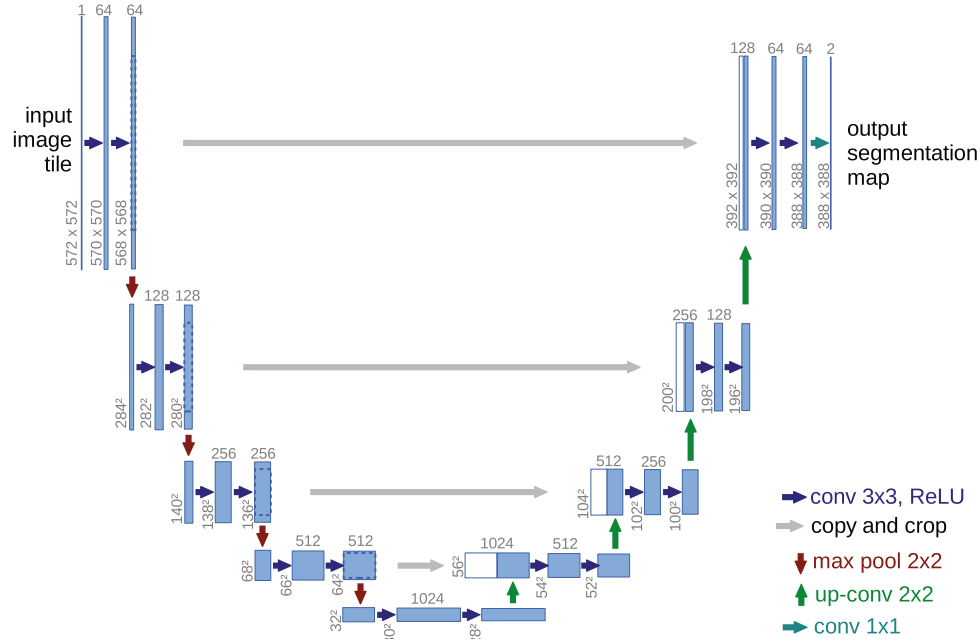 1 64 64
input
image
tile
572 x 572
570 x 570
568 x 568
128 64 64 2
output
segmentation
map
392 x 392
390 x 390
388 x 388
388 x 388
128 128
284²
282²
280²
256 128
200²
198²
196²
256 256
140²
138²
136²
512 256
104²
102²
100²
512 512
68²
66²
64²
1024 512
56²
54²
52²
1024
32²
conv 3x3, ReLU
copy and crop
max pool 2x2
up-conv 2x2
conv 1x1